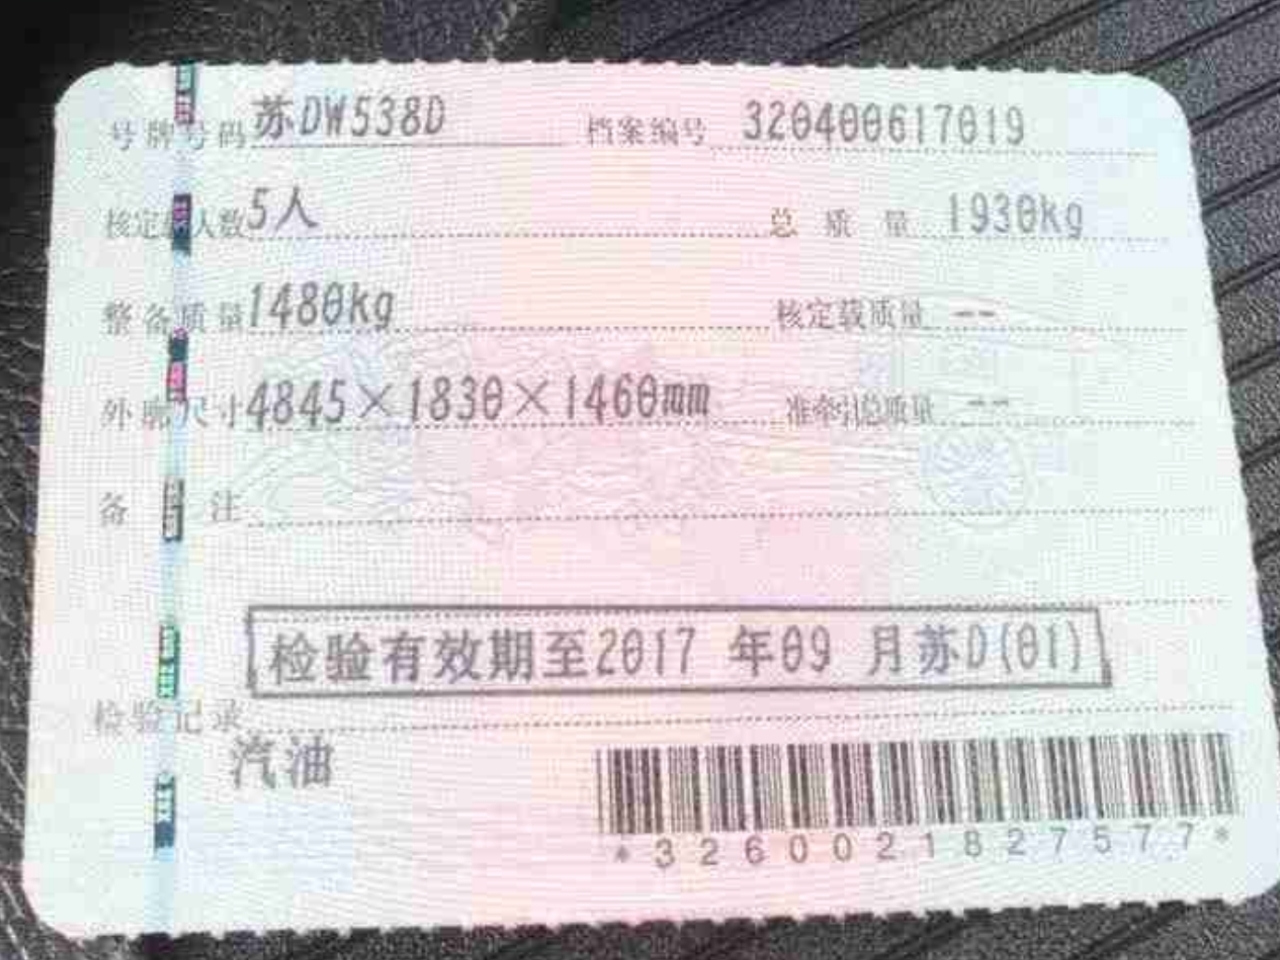 号牌号码 苏DW538D 档案编号 320400617019
核定载人数 5人 总质量 1930kg
整备质量 1480kg 核定载质量 --
外廓尺寸 4845×1830×1460mm 准牵引总质量 --
备注
检验有效期至2017 年09 月苏D(01)
检验记录
汽油
*3260021827577*